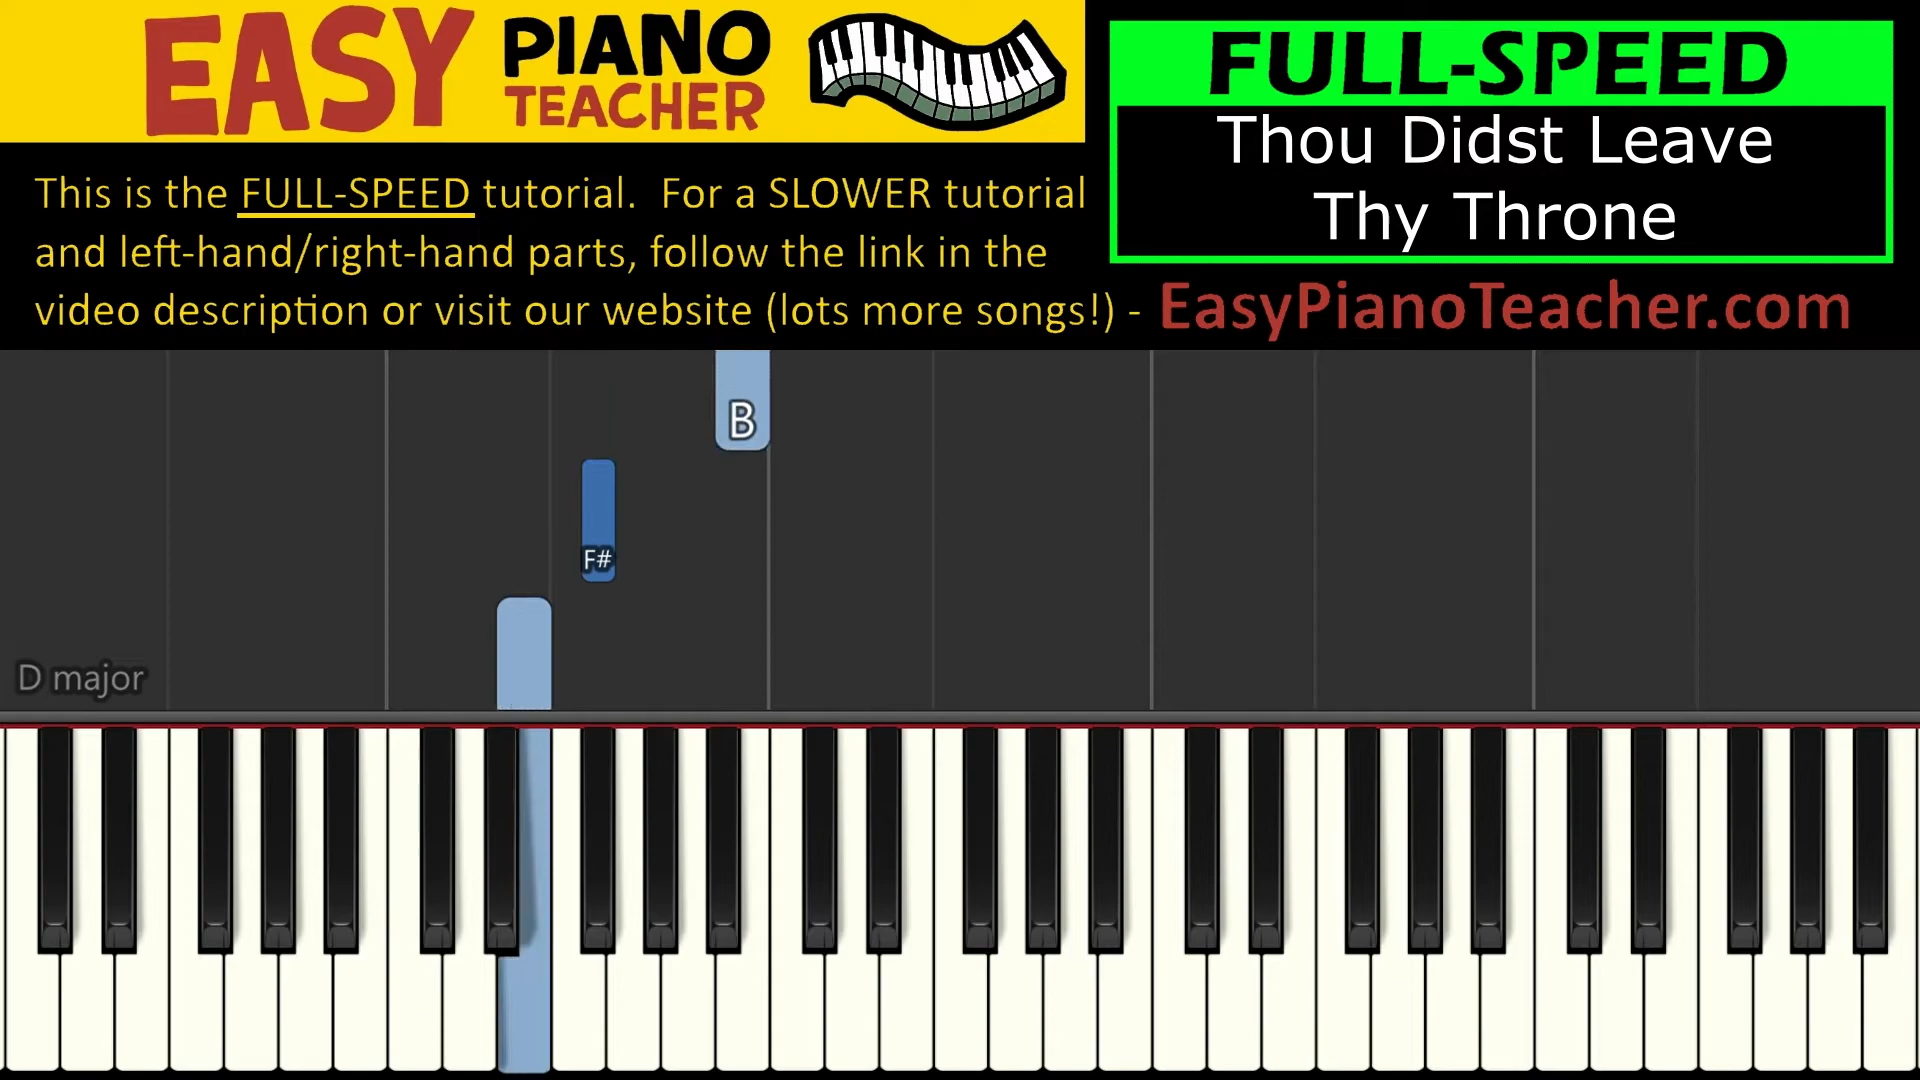 EASY PIANO TEACHER
FULL-SPEED
Thou Didst Leave
Thy Throne
This is the FULL-SPEED tutorial. For a SLOWER tutorial
and left-hand/right-hand parts, follow the link in the
video description or visit our website (lots more songs!) - EasyPianoTeacher.com
B
F#
D major